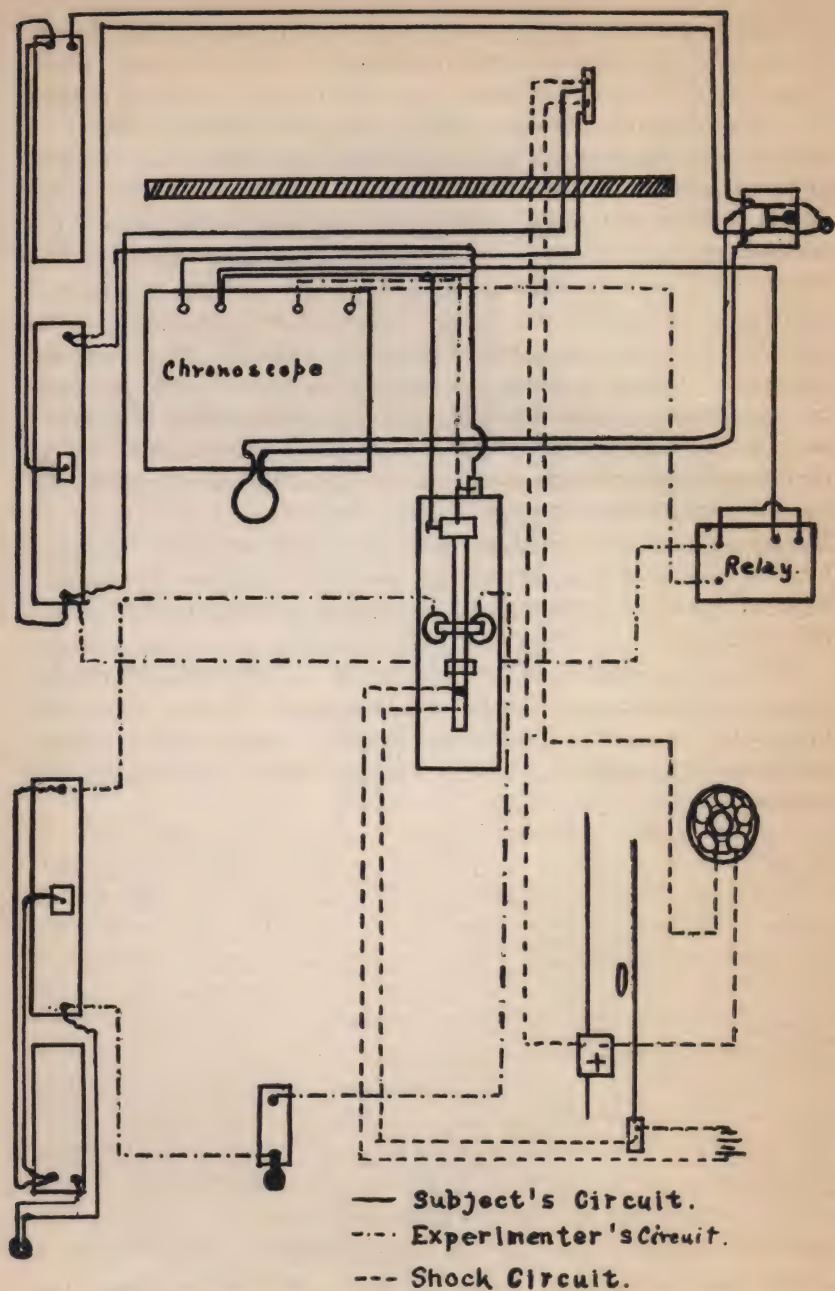 Chronoscope
Relay.
Subject's Circuit.
Experimenter's Circuit.
Shock Circuit.